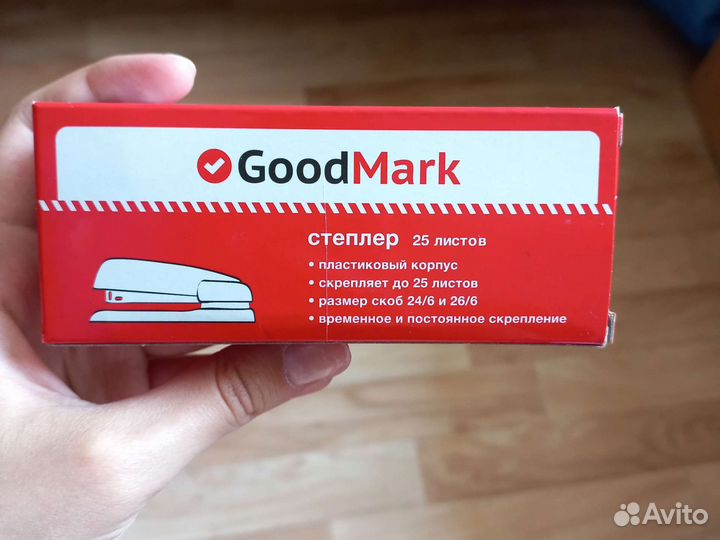 GoodMark
степлер 25 листов
• пластиковый корпус
• скрепляет до 25 листов
• размер скоб 24/6 и 26/6
• временное и постоянное скрепление
Avito